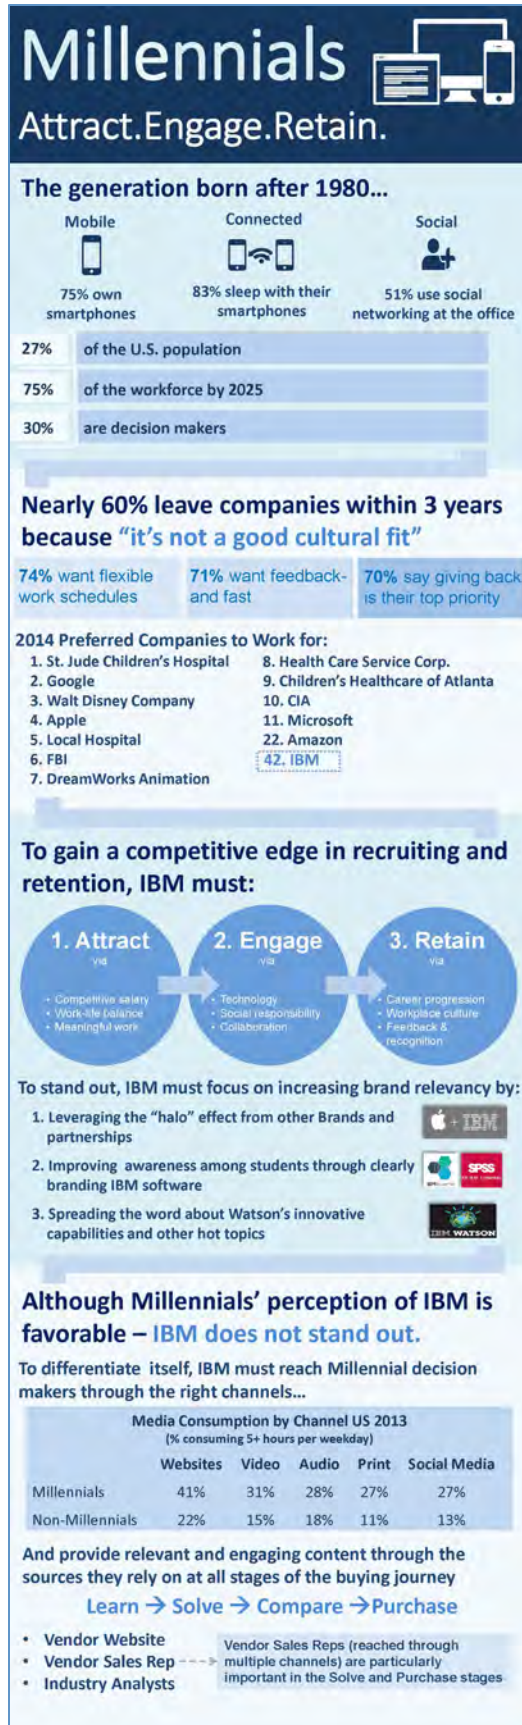 Millennials
Attract.Engage.Retain.
The generation born after 1980...
Mobile
Connected
Social
75% own
smartphones
83% sleep with their
smartphones
51% use social
networking at the office
27% of the U.S. population
75% of the workforce by 2025
30% are decision makers
Nearly 60% leave companies within 3 years
because “it’s not a good cultural fit”
74% want flexible
work schedules
71% want feedback-
and fast
70% say giving back
is their top priority
2014 Preferred Companies to Work for:
1. St. Jude Children’s Hospital
2. Google
3. Walt Disney Company
4. Apple
5. Local Hospital
6. FBI
7. DreamWorks Animation
8. Health Care Service Corp.
9. Children’s Healthcare of Atlanta
10. CIA
11. Microsoft
22. Amazon
42. IBM
To gain a competitive edge in recruiting and
retention, IBM must:
1. Attract
via
• Competitive salary
• Work-life balance
• Meaningful work
2. Engage
via
• Technology
• Social responsibility
• Collaboration
3. Retain
via
• Career progression
• Workplace culture
• Feedback &
recognition
To stand out, IBM must focus on increasing brand relevancy by:
1. Leveraging the “halo” effect from other Brands and
partnerships
+ IBM
2. Improving awareness among students through clearly
branding IBM software
SPSS
3. Spreading the word about Watson’s innovative
capabilities and other hot topics
IBM WATSON
Although Millennials’ perception of IBM is
favorable – IBM does not stand out.
To differentiate itself, IBM must reach Millennial decision
makers through the right channels...
Media Consumption by Channel US 2013
(% consuming 5+ hours per weekday)
Websites Video Audio Print Social Media
Millennials 41% 31% 28% 27% 27%
Non-Millennials 22% 15% 18% 11% 13%
And provide relevant and engaging content through the
sources they rely on at all stages of the buying journey
Learn → Solve → Compare → Purchase
• Vendor Website
• Vendor Sales Rep
• Industry Analysts
Vendor Sales Reps (reached through
multiple channels) are particularly
important in the Solve and Purchase stages